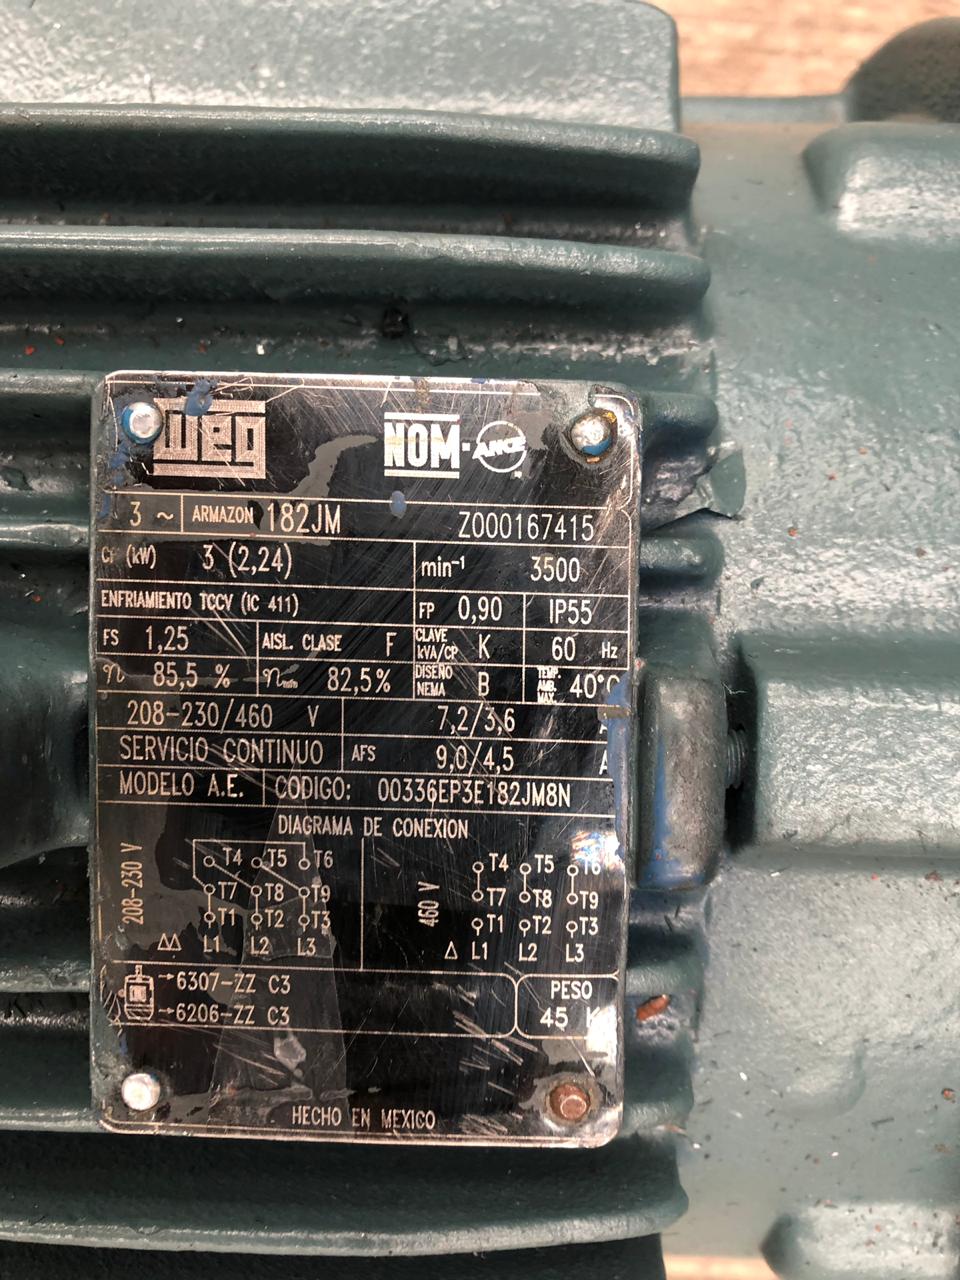 WEG NOM-ANCE
3 ~ ARMAZON 182JM Z000167415
CP (kW) 3 (2,24) min⁻¹ 3500
ENFRIAMIENTO TCCV (IC 411) FP 0,90 IP55
FS 1,25 AISL. CLASE F CLAVE kVA/CP K 60 Hz
η 85,5 % η mín 82,5% DISEÑO NEMA B TEMP. AMB. MAX. 40°C
208-230/460 V 7,2/3,6 A
SERVICIO CONTINUO AFS 9,0/4,5 A
MODELO A.E. CODIGO: 00336EP3E182JM8N
DIAGRAMA DE CONEXION
208-230 V
T4 T5 T6
T7 T8 T9
T1 T2 T3
ΔΔ L1 L2 L3
460 V
T4 T5 T6
T7 T8 T9
T1 T2 T3
Δ L1 L2 L3
→6307-ZZ C3
→6206-ZZ C3
PESO
45 K
HECHO EN MEXICO